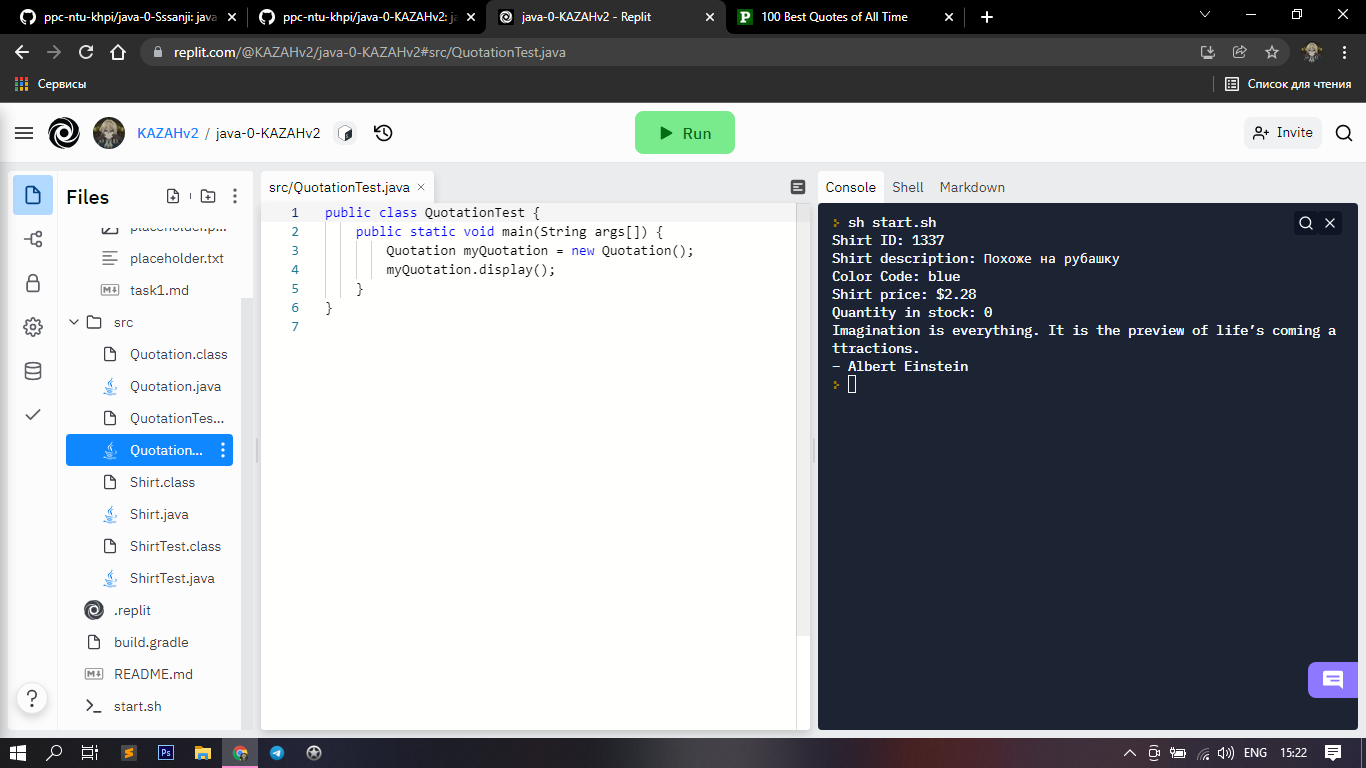 ppc-ntu-khpi/java-0-Sssanji: java
ppc-ntu-khpi/java-0-KAZAHv2: ja
java-0-KAZAHv2 - Replit
100 Best Quotes of All Time
replit.com/@KAZAHv2/java-0-KAZAHv2#src/QuotationTest.java
Сервисы
Список для чтения
KAZAHv2 / java-0-KAZAHv2
Run
Invite
Files
src/QuotationTest.java
Console
Shell
Markdown
placeholder.p...
placeholder.txt
task1.md
src
Quotation.class
Quotation.java
QuotationTes...
Quotation...
Shirt.class
Shirt.java
ShirtTest.class
ShirtTest.java
.replit
build.gradle
README.md
start.sh
1 public class QuotationTest {
2 public static void main(String args[]) {
3 Quotation myQuotation = new Quotation();
4 myQuotation.display();
5 }
6 }
7
sh start.sh
Shirt ID: 1337
Shirt description: Похоже на рубашку
Color Code: blue
Shirt price: $2.28
Quantity in stock: 0
Imagination is everything. It is the preview of life’s coming a
ttractions.
— Albert Einstein
?
Ps
ENG
15:22